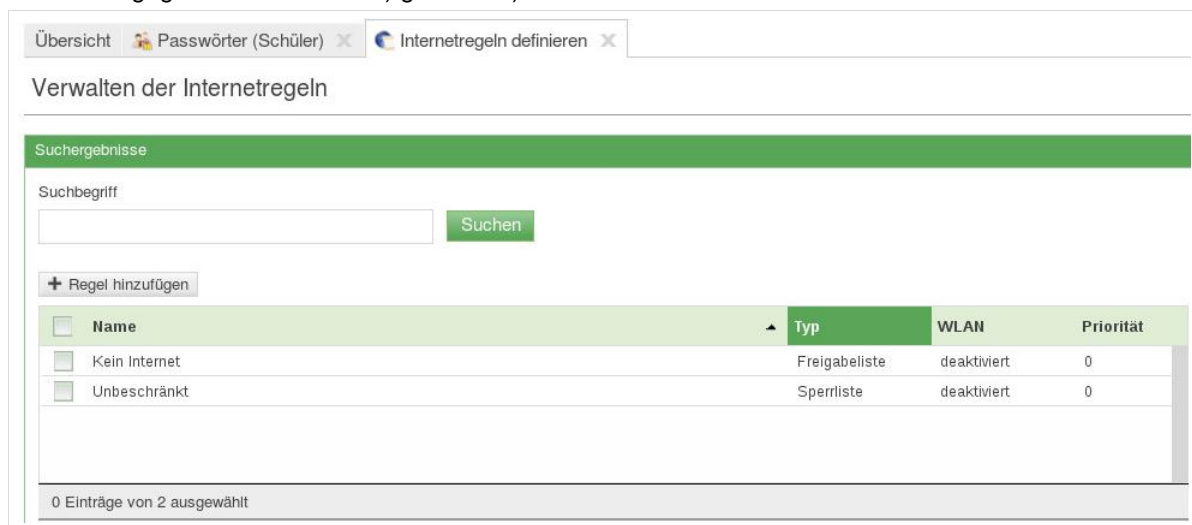 Übersicht Passwörter (Schüler) Internetregeln definieren
Verwalten der Internetregeln
Suchergebnisse
Suchbegriff
Suchen
Regel hinzufügen
Name Typ WLAN Priorität
Kein Internet Freigabeliste deaktiviert 0
Unbeschränkt Sperrliste deaktiviert 0
0 Einträge von 2 ausgewählt